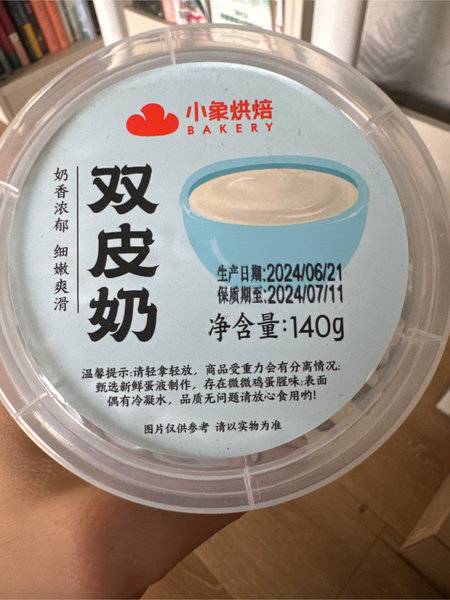 小象烘焙
BAKERY
奶香浓郁 细嫩爽滑
双皮奶
生产日期:2024/06/21
保质期至:2024/07/11
净含量:140g
温馨提示:请轻拿轻放，商品受重力会有分离情况;
甄选新鲜蛋液制作，存在微微鸡蛋腥味;表面
偶有冷凝水，品质无问题请放心食用哟!
图片仅供参考 请以实物为准